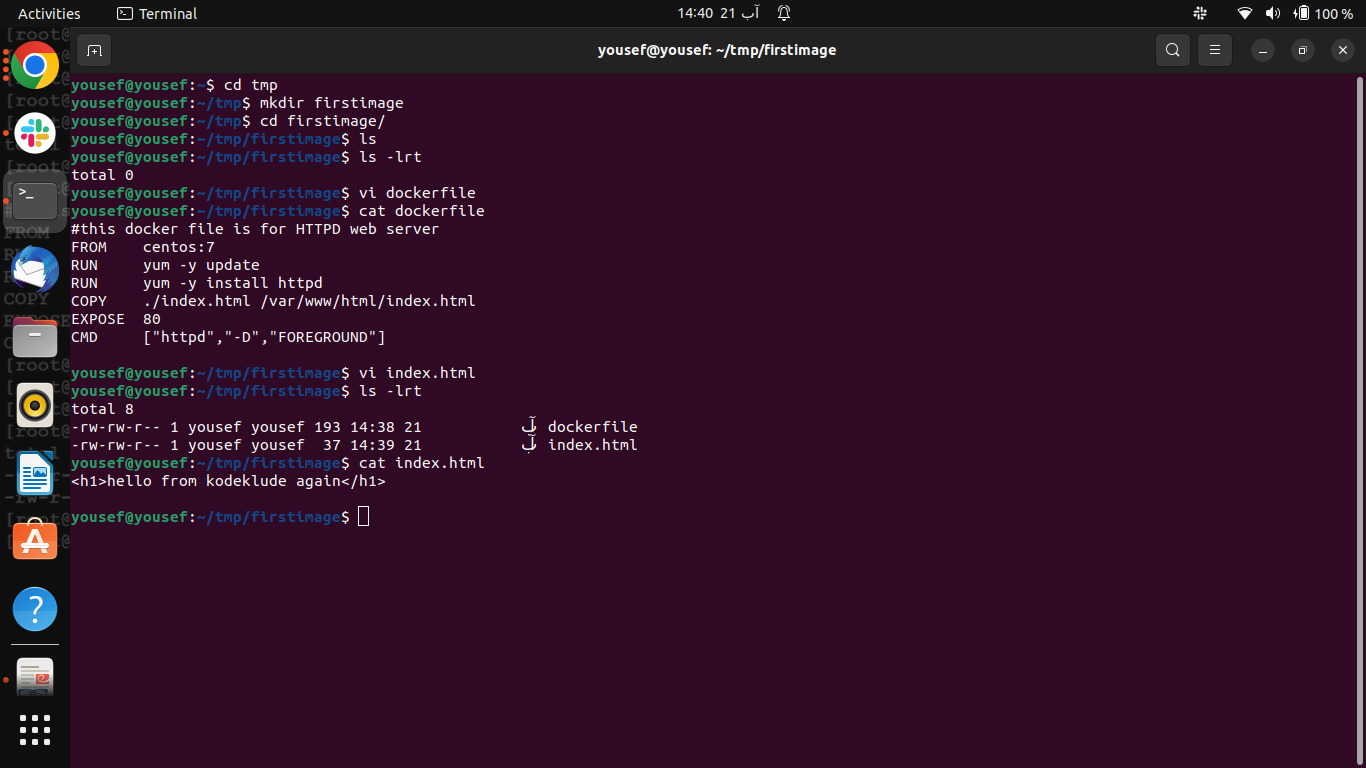 Activities
Terminal
14:40 21 آب
100 %
yousef@yousef: ~/tmp/firstimage
yousef@yousef:~$ cd tmp
yousef@yousef:~/tmp$ mkdir firstimage
yousef@yousef:~/tmp$ cd firstimage/
yousef@yousef:~/tmp/firstimage$ ls
yousef@yousef:~/tmp/firstimage$ ls -lrt
total 0
yousef@yousef:~/tmp/firstimage$ vi dockerfile
yousef@yousef:~/tmp/firstimage$ cat dockerfile
#this docker file is for HTTPD web server
FROM    centos:7
RUN     yum -y update
RUN     yum -y install httpd
COPY    ./index.html /var/www/html/index.html
EXPOSE  80
CMD     ["httpd","-D","FOREGROUND"]
yousef@yousef:~/tmp/firstimage$ vi index.html
yousef@yousef:~/tmp/firstimage$ ls -lrt
total 8
-rw-rw-r-- 1 yousef yousef 193 14:38 21 آب dockerfile
-rw-rw-r-- 1 yousef yousef  37 14:39 21 آب index.html
yousef@yousef:~/tmp/firstimage$ cat index.html
<h1>hello from kodeklude again</h1>
yousef@yousef:~/tmp/firstimage$